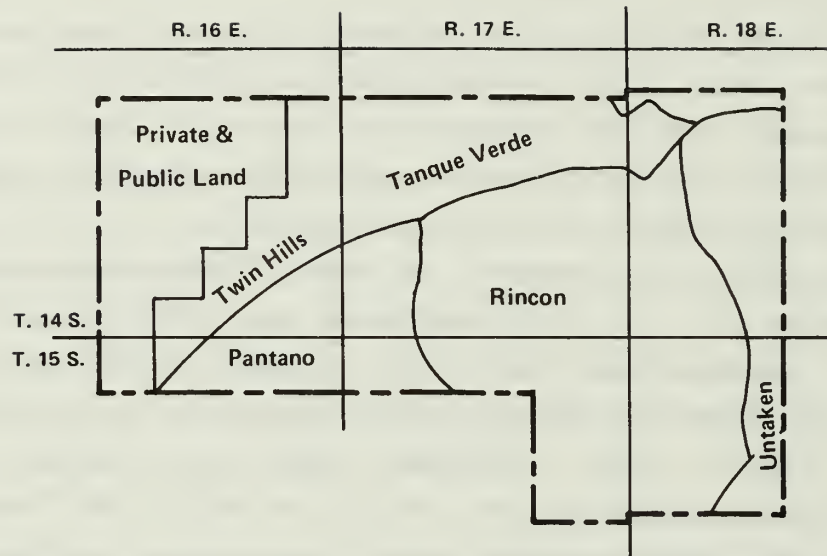 R. 16 E.
R. 17 E.
R. 18 E.
Private &
Public Land
Tanque Verde
Twin Hills
Rincon
T. 14 S.
T. 15 S.
Pantano
Untaken